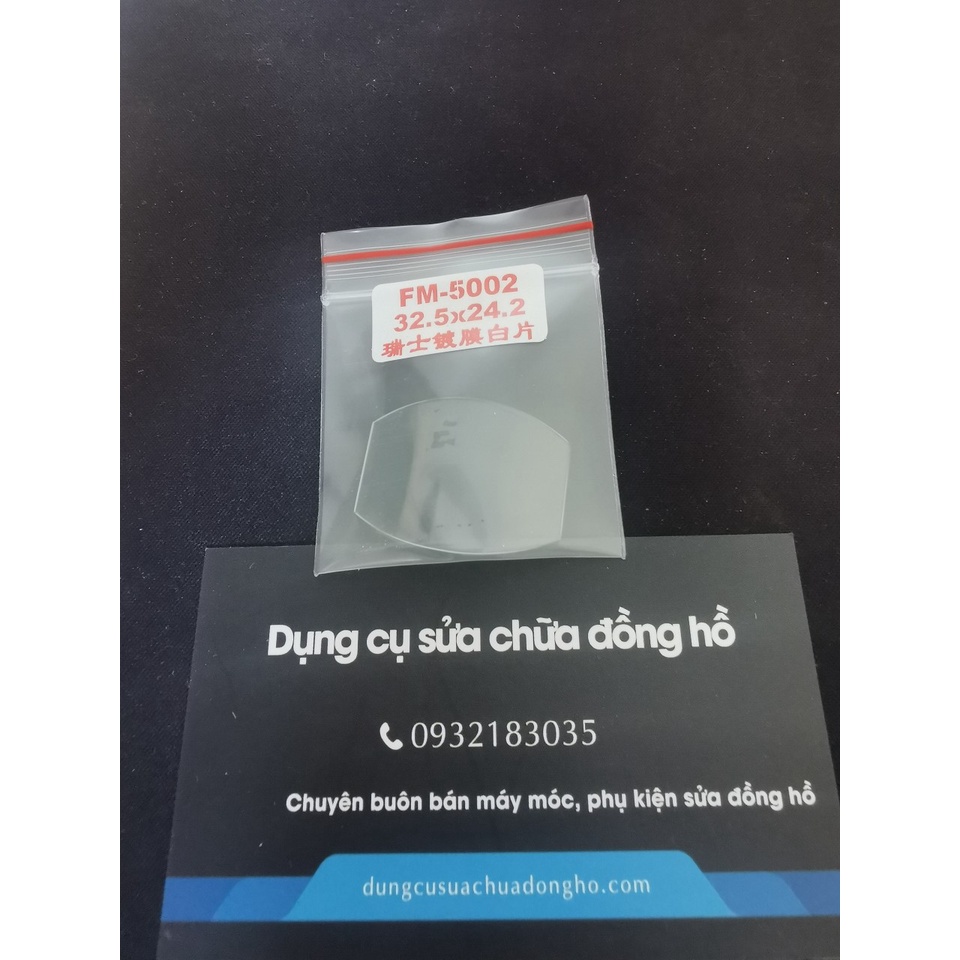 FM-5002
32.5x24.2
瑞士镀膜白片
Dụng cụ sửa chữa đồng hồ
0932183035
Chuyên buôn bán máy móc, phụ kiện sửa đồng hồ
dungcusuachuadongho.com